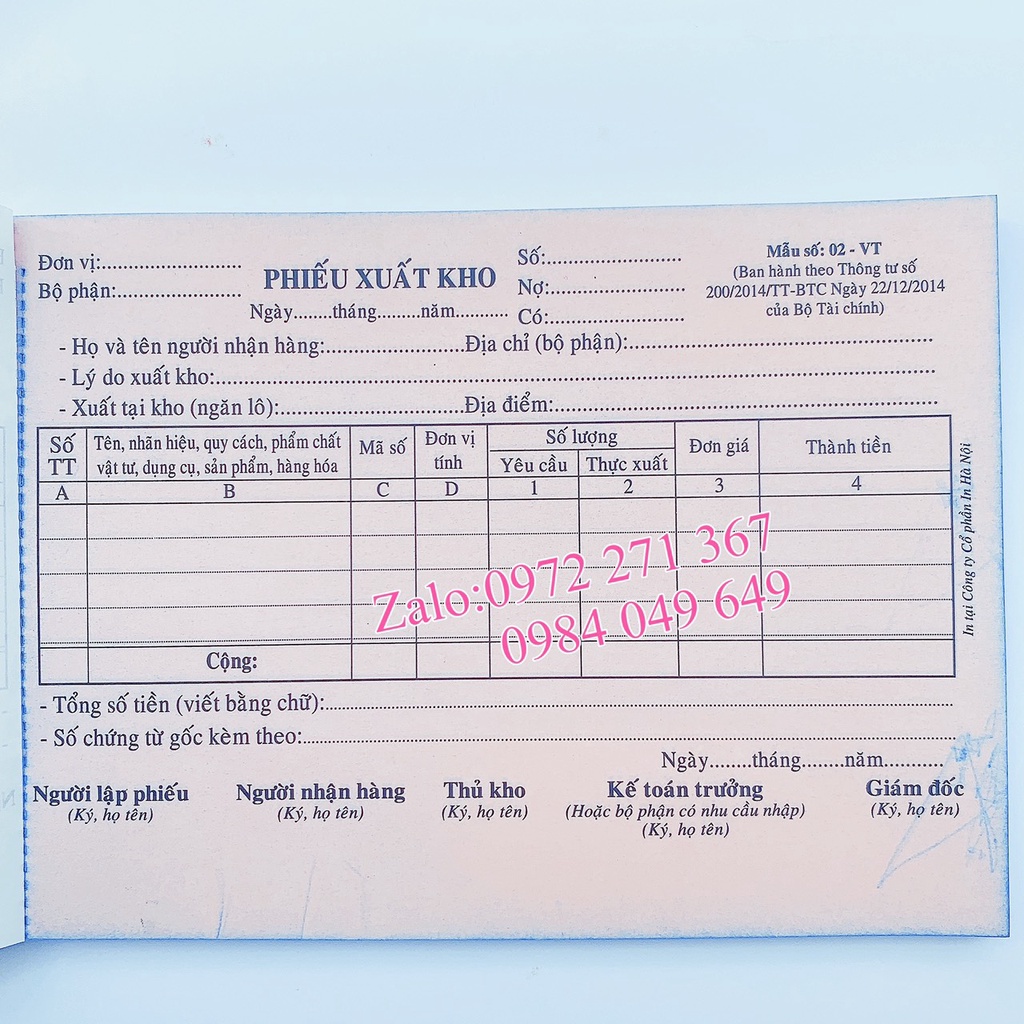 Đơn vị:..........................
Bộ phận:.......................
PHIẾU XUẤT KHO
Ngày........tháng.........năm...........
Số:..........................
Nợ:..........................
Có:..........................
Mẫu số: 02 - VT
(Ban hành theo Thông tư số
200/2014/TT-BTC Ngày 22/12/2014
của Bộ Tài chính)
- Họ và tên người nhận hàng:..........................Địa chỉ (bộ phận):..........................
- Lý do xuất kho:..........................
- Xuất tại kho (ngăn lô):..........................Địa điểm:..........................
Số TT
Tên, nhãn hiệu, quy cách, phẩm chất
vật tư, dụng cụ, sản phẩm, hàng hóa
Mã số
Đơn vị
tính
Số lượng
Yêu cầu Thực xuất
Đơn giá
Thành tiền
A B C D 1 2 3 4
Zalo:0972 271 367
0984 049 649
Cộng:
- Tổng số tiền (viết bằng chữ):..........................
- Số chứng từ gốc kèm theo:..........................
Ngày........tháng........năm...........
Người lập phiếu Người nhận hàng Thủ kho Kế toán trưởng Giám đốc
(Ký, họ tên) (Ký, họ tên) (Ký, họ tên) (Hoặc bộ phận có nhu cầu nhập) (Ký, họ tên)
(Ký, họ tên)
In tại Công ty Cổ phần In Hà Nội